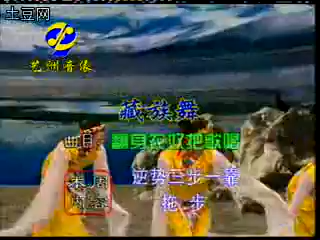 土豆网
艺洲音像
藏族舞
曲目: 翻身农奴把歌唱
本周内容
逆势三步一靠
拖步